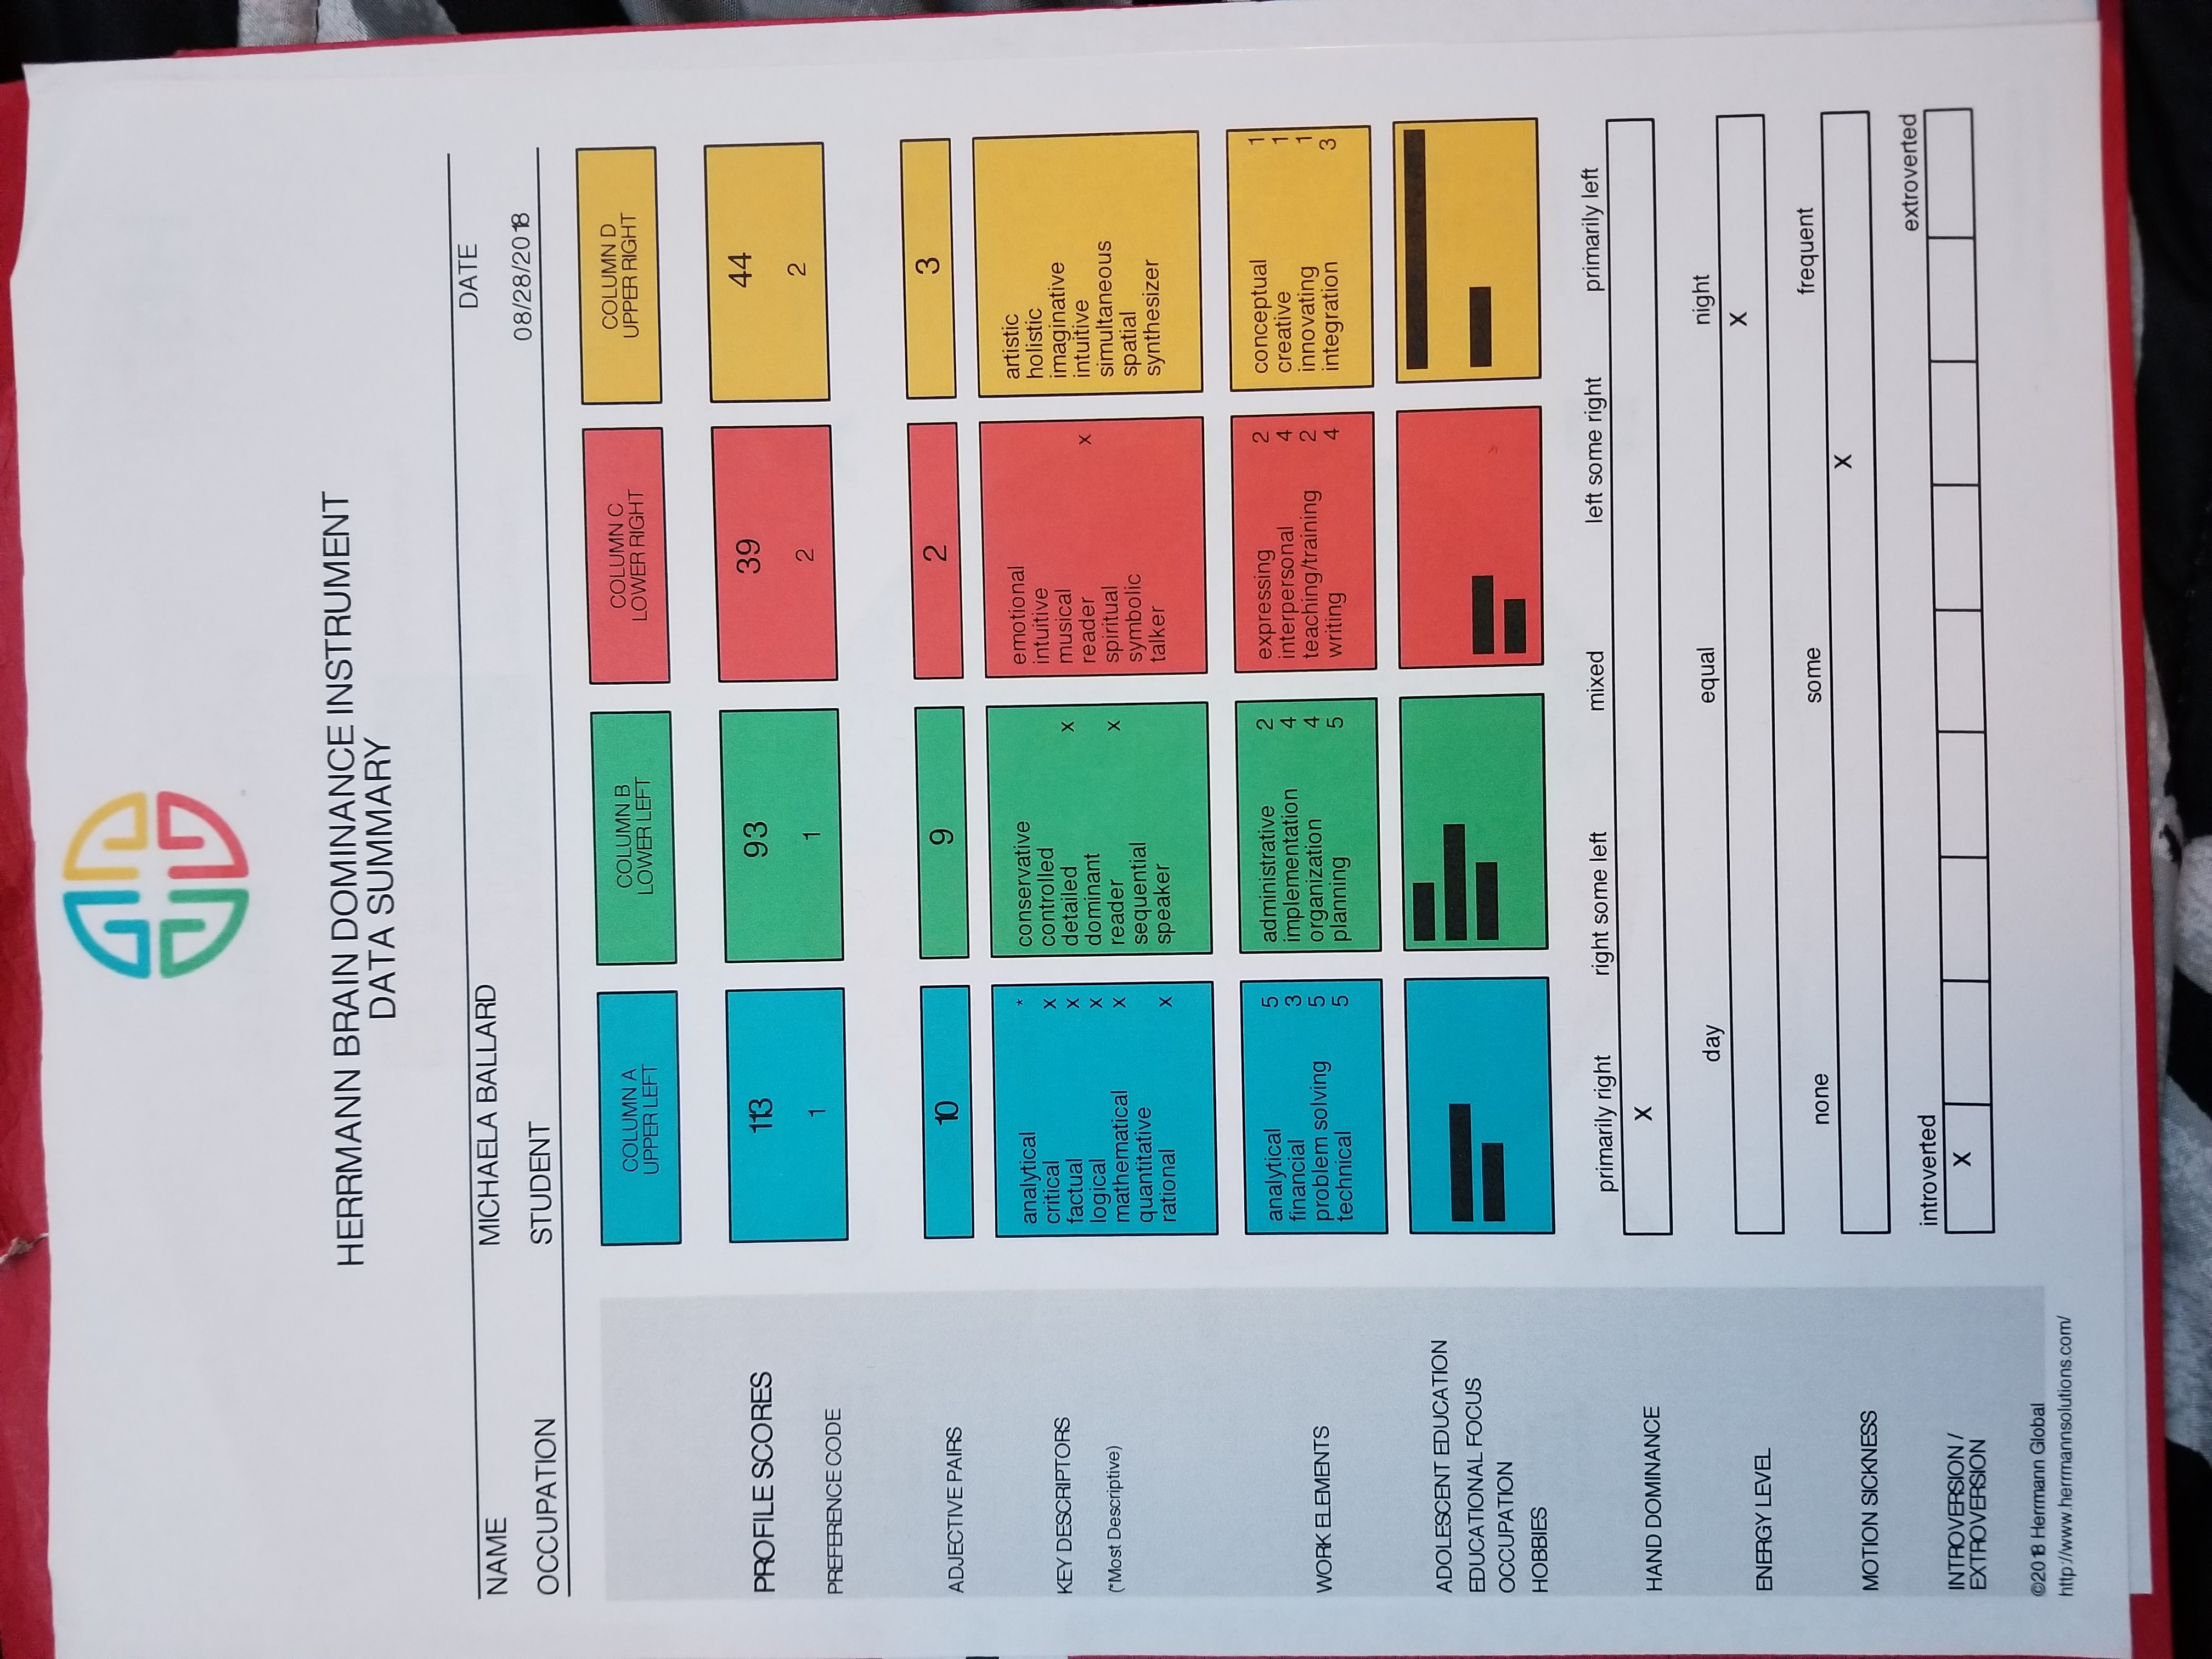 HERRMANN BRAIN DOMINANCE INSTRUMENT
DATA SUMMARY
NAME MICHAELA BALLARD DATE
OCCUPATION STUDENT 08/28/2018
COLUMN A
UPPER LEFT
COLUMN B
LOWER LEFT
COLUMN C
LOWER RIGHT
COLUMN D
UPPER RIGHT
PROFILE SCORES 113 93 39 44
PREFERENCE CODE 1 1 2 2
ADJECTIVE PAIRS 10 9 2 3
KEY DESCRIPTORS
(*Most Descriptive)
analytical *
critical x
factual x
logical x
mathematical x
quantitative
rational x
conservative
controlled
detailed x
dominant
reader x
sequential
speaker
emotional
intuitive
musical
reader x
spiritual
symbolic
talker
artistic
holistic
imaginative
intuitive
simultaneous
spatial
synthesizer
WORK ELEMENTS
analytical 5
financial 3
problem solving 5
technical 5
administrative 2
implementation 4
organization 4
planning 5
expressing 2
interpersonal 4
teaching/training 2
writing 4
conceptual 1
creative 1
innovating 1
integration 3
ADOLESCENT EDUCATION
EDUCATIONAL FOCUS
OCCUPATION
HOBBIES
primarily right right some left mixed left some right primarily left
HAND DOMINANCE X
day equal night
ENERGY LEVEL X
none some frequent
MOTION SICKNESS X
introverted extroverted
INTROVERSION /
EXTROVERSION
X
©2018 Herrmann Global
http://www.herrmannsolutions.com/